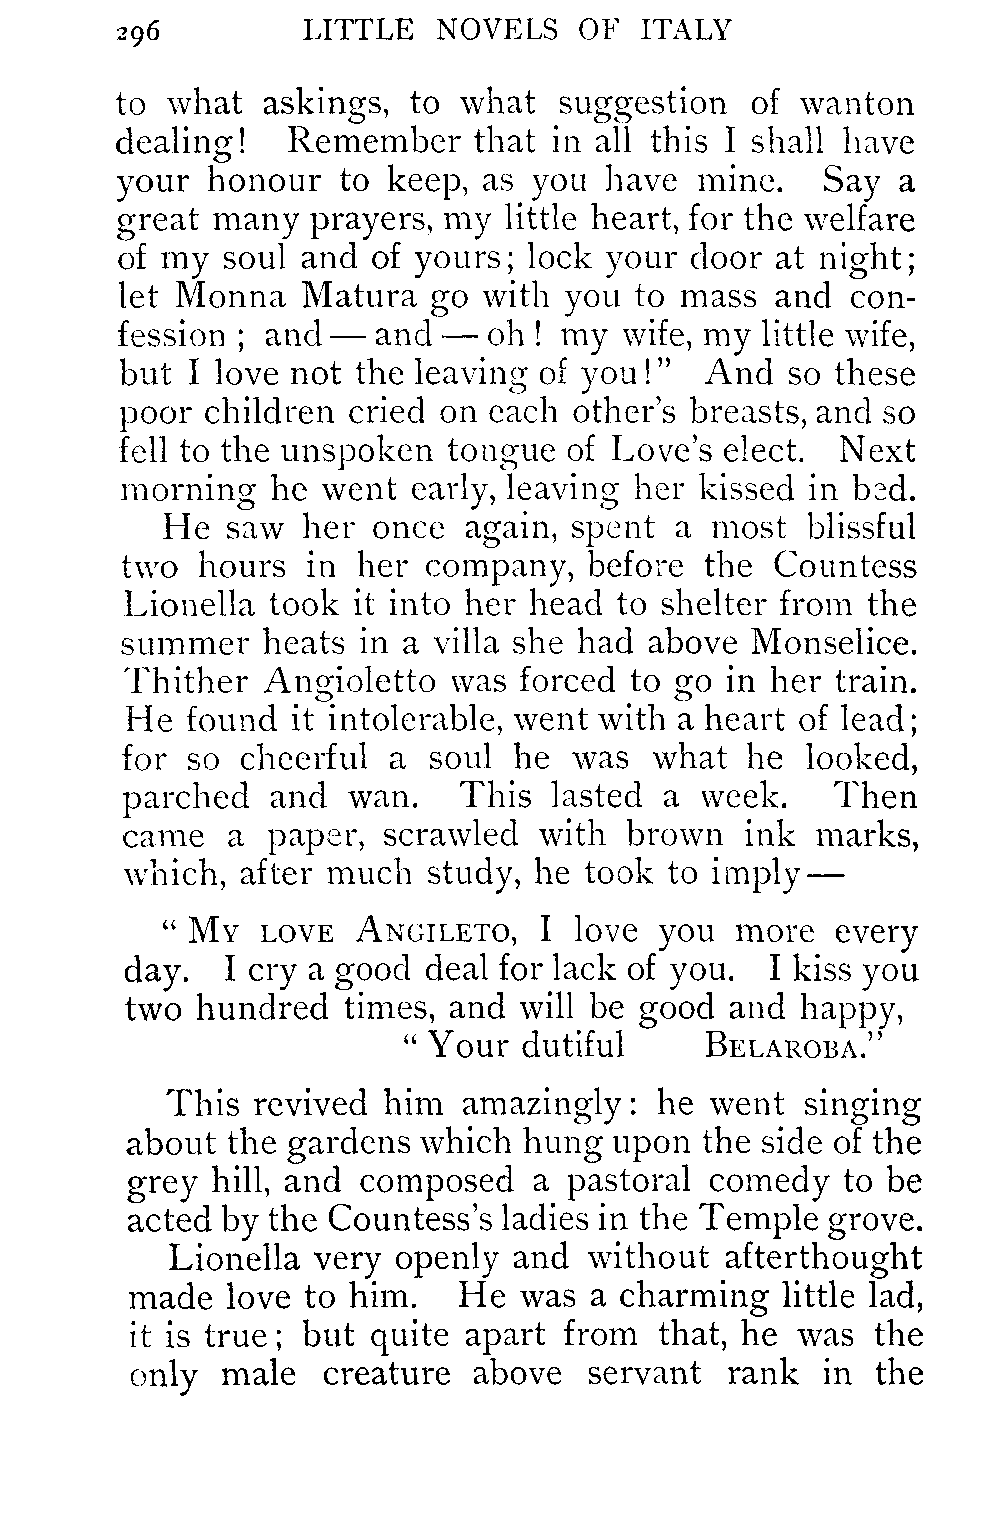 296 LITTLE NOVELS OF ITALY
to what askings, to what suggestion of wanton
dealing! Remember that in all this I shall have
your honour to keep, as you have mine. Say a
great many prayers, my little heart, for the welfare
of my soul and of yours; lock your door at night;
let Monna Matura go with you to mass and con-
fession ; and — and — oh ! my wife, my little wife,
but I love not the leaving of you!" And so these
poor children cried on each other's breasts, and so
fell to the unspoken tongue of Love's elect. Next
morning he went early, leaving her kissed in bed.
He saw her once again, spent a most blissful
two hours in her company, before the Countess
Lionella took it into her head to shelter from the
summer heats in a villa she had above Monselice.
Thither Angioletto was forced to go in her train.
He found it intolerable, went with a heart of lead;
for so cheerful a soul he was what he looked,
parched and wan. This lasted a week. Then
came a paper, scrawled with brown ink marks,
which, after much study, he took to imply—
" MY LOVE ANGILETO, I love you more every
day. I cry a good deal for lack of you. I kiss you
two hundred times, and will be good and happy,
" Your dutiful BELAROBA."
This revived him amazingly: he went singing
about the gardens which hung upon the side of the
grey hill, and composed a pastoral comedy to be
acted by the Countess's ladies in the Temple grove.
Lionella very openly and without afterthought
made love to him. He was a charming little lad,
it is true; but quite apart from that, he was the
only male creature above servant rank in the